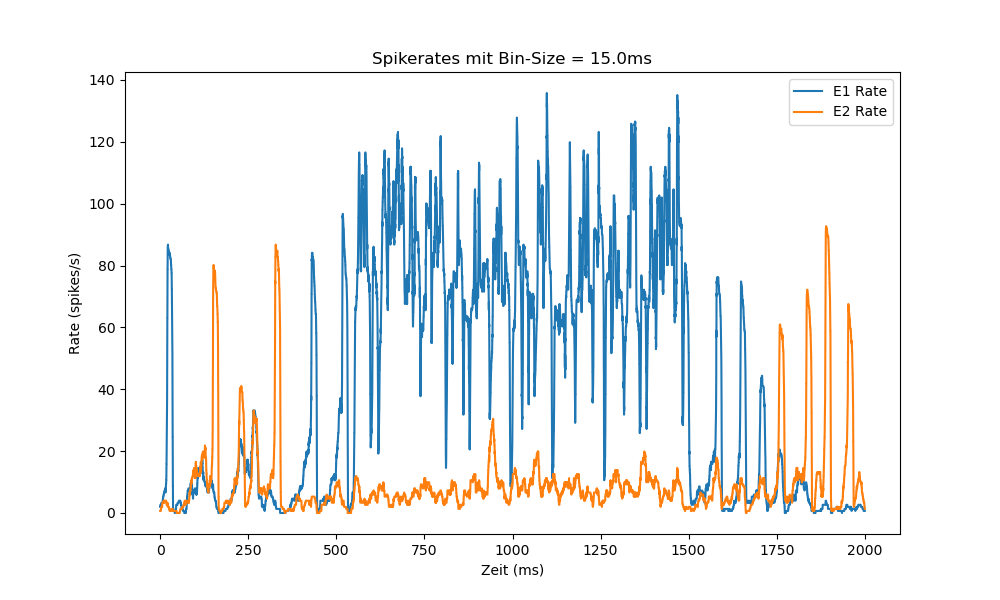 Spikerates mit Bin-Size = 15.0ms
E1 Rate
E2 Rate
Rate (spikes/s)
140
120
100
80
60
40
20
0
0 250 500 750 1000 1250 1500 1750 2000
Zeit (ms)